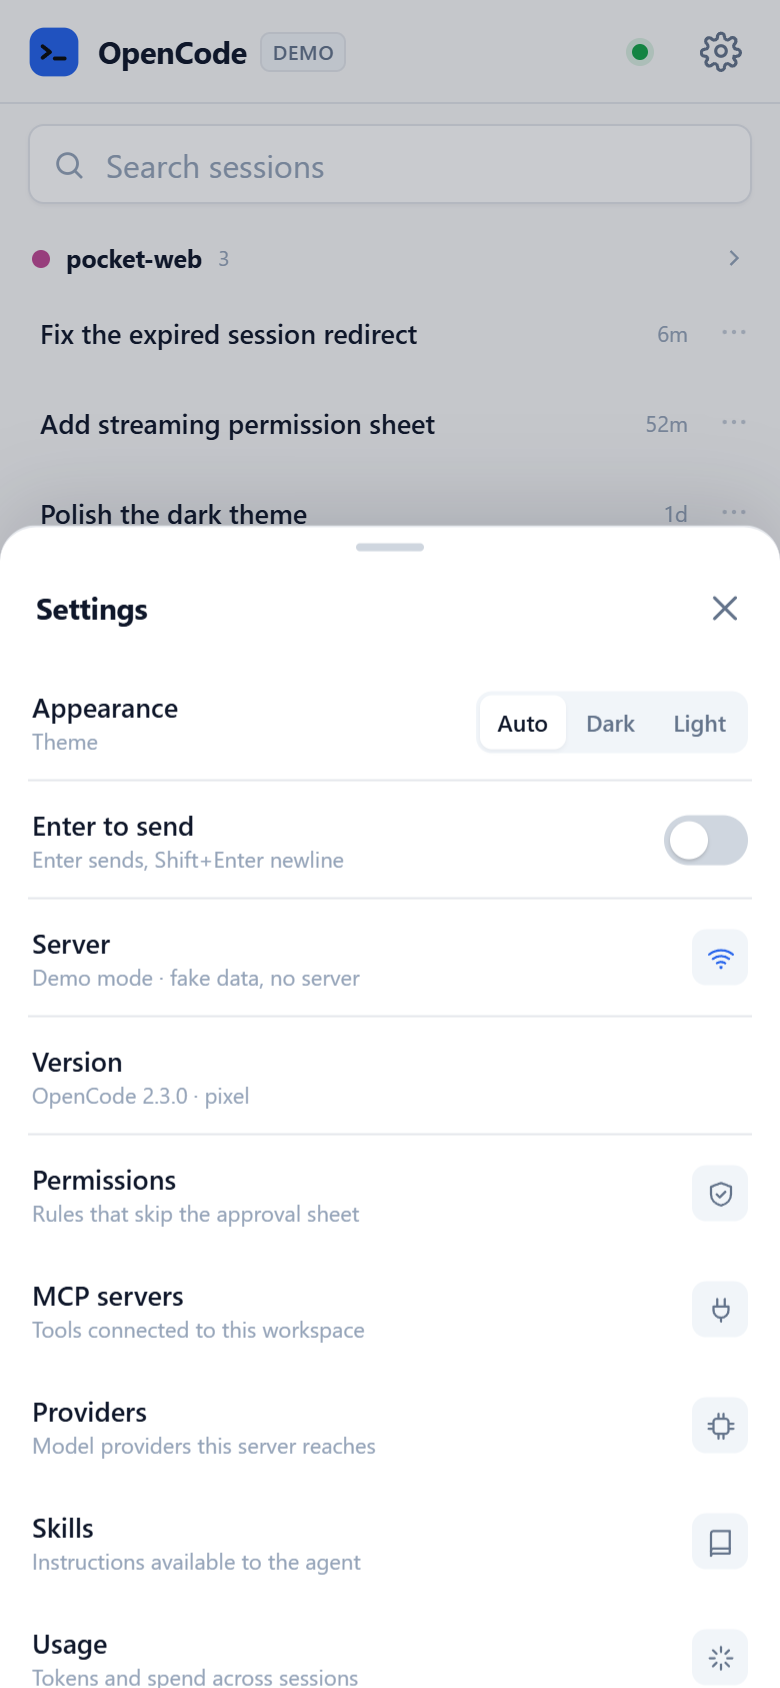 OpenCode DEMO
Search sessions
pocket-web 3
Fix the expired session redirect 6m
Add streaming permission sheet 52m
Polish the dark theme 1d
Settings
Appearance
Theme
Auto Dark Light
Enter to send
Enter sends, Shift+Enter newline
Server
Demo mode · fake data, no server
Version
OpenCode 2.3.0 · pixel
Permissions
Rules that skip the approval sheet
MCP servers
Tools connected to this workspace
Providers
Model providers this server reaches
Skills
Instructions available to the agent
Usage
Tokens and spend across sessions